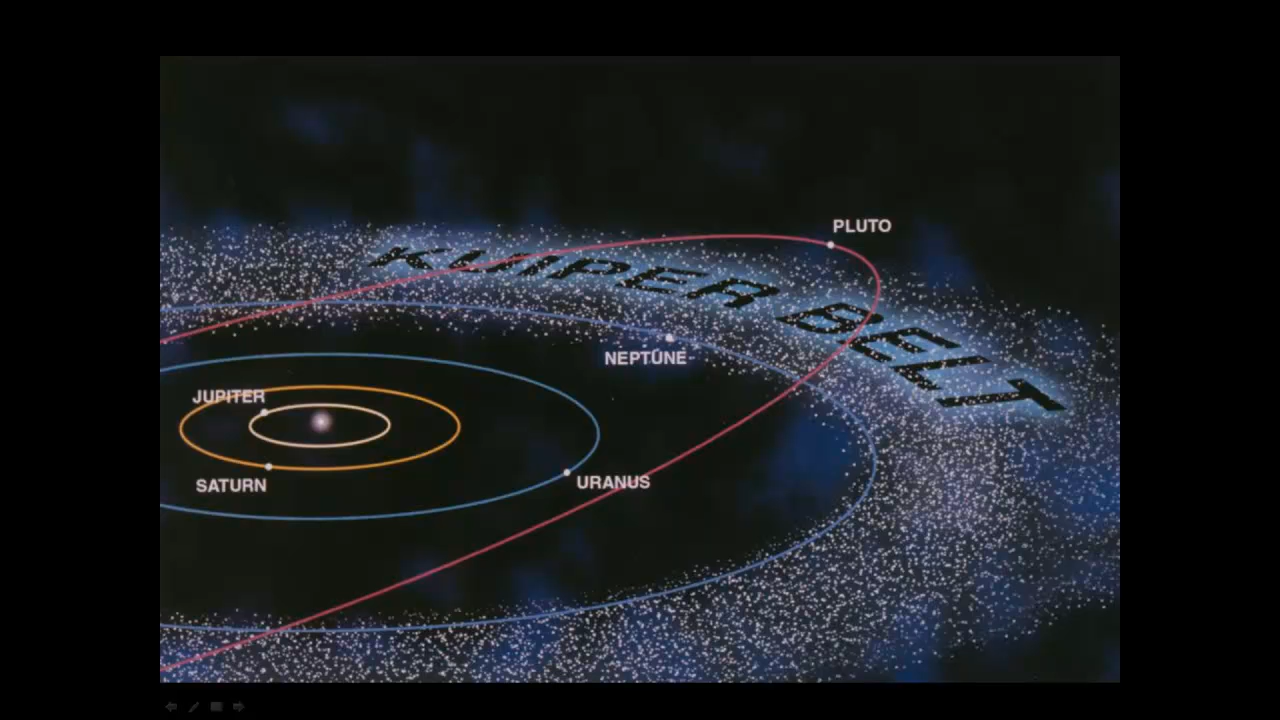 PLUTO
KUIPER BELT
NEPTUNE
JUPITER
SATURN
URANUS